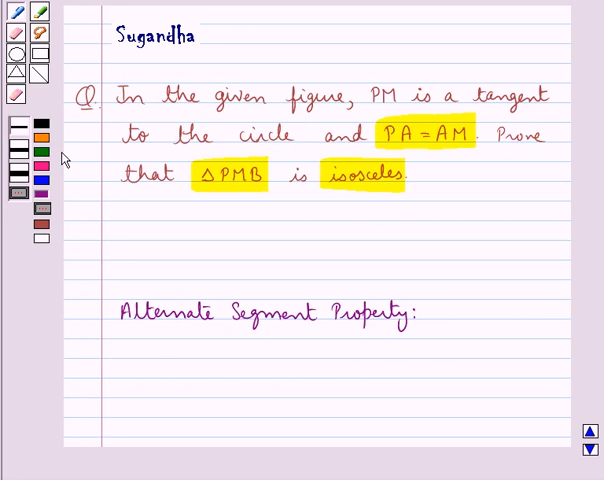 Sugandha
Q. In the given figure, PM is a tangent
to the circle and PA = AM. Prove
that △PMB is isosceles.
Alternate Segment Property: